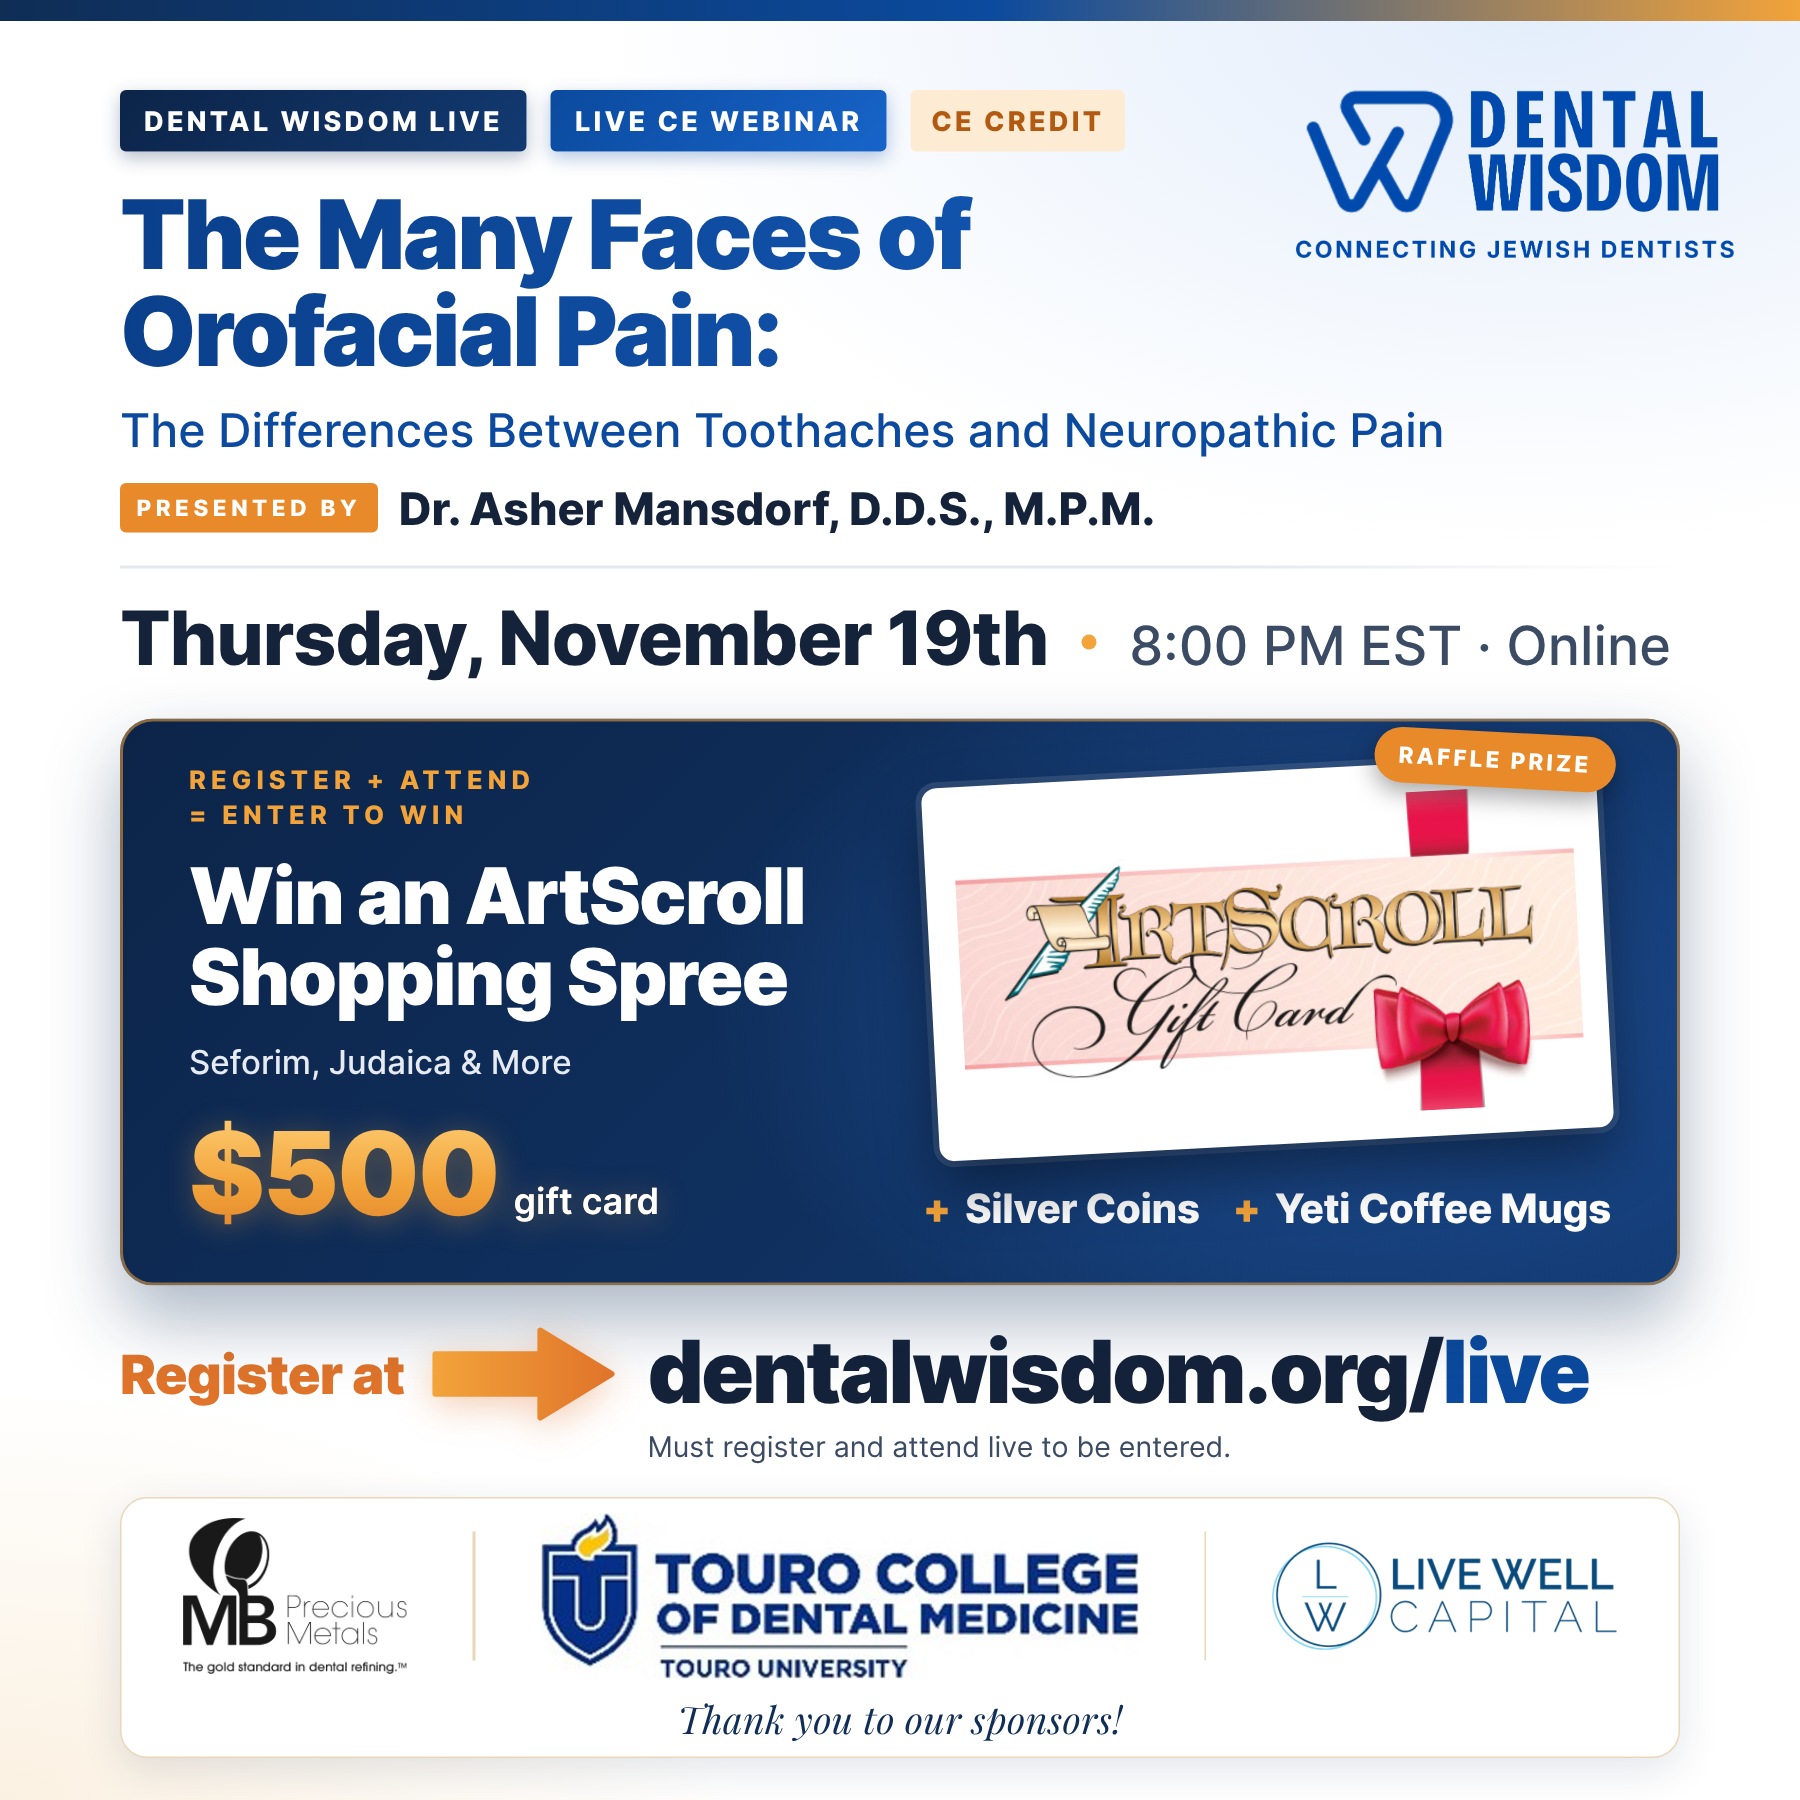 DENTAL WISDOM LIVE
LIVE CE WEBINAR
CE CREDIT
DENTAL
WISDOM
CONNECTING JEWISH DENTISTS
The Many Faces of
Orofacial Pain:
The Differences Between Toothaches and Neuropathic Pain
PRESENTED BY Dr. Asher Mansdorf, D.D.S., M.P.M.
Thursday, November 19th • 8:00 PM EST · Online
REGISTER + ATTEND
= ENTER TO WIN
Win an ArtScroll
Shopping Spree
Seforim, Judaica & More
$500 gift card
RAFFLE PRIZE
ARTSCROLL
Gift Card
+ Silver Coins + Yeti Coffee Mugs
Register at dentalwisdom.org/live
Must register and attend live to be entered.
MB Precious
Metals
The gold standard in dental refining.™
TOURO COLLEGE
OF DENTAL MEDICINE
TOURO UNIVERSITY
L
W
LIVE WELL
CAPITAL
Thank you to our sponsors!